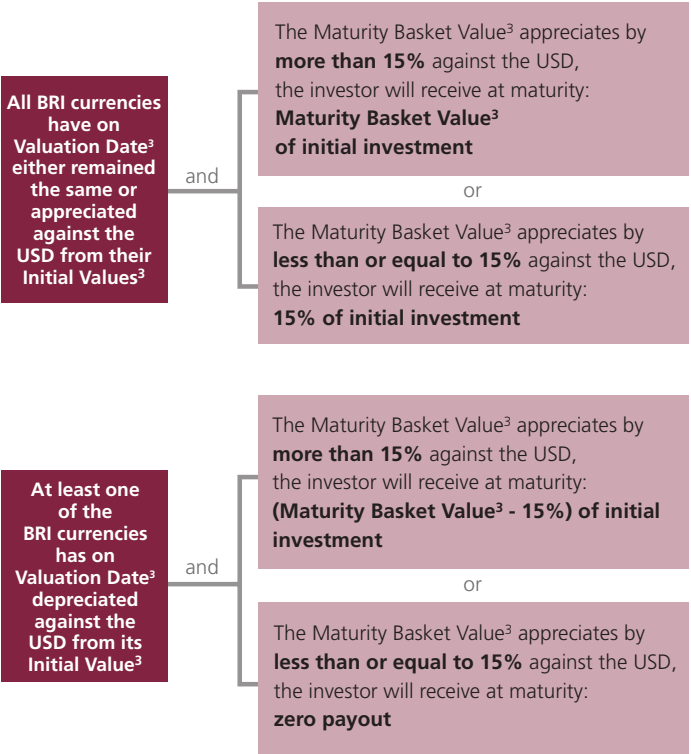 All BRI currencies
have on
Valuation Date³
either remained
the same or
appreciated
against the
USD from their
Initial Values³
and
The Maturity Basket Value³ appreciates by
more than 15% against the USD,
the investor will receive at maturity:
Maturity Basket Value³
of initial investment
or
The Maturity Basket Value³ appreciates by
less than or equal to 15% against the USD,
the investor will receive at maturity:
15% of initial investment
At least one
of the
BRI currencies
has on
Valuation Date³
depreciated
against the
USD from its
Initial Value³
and
The Maturity Basket Value³ appreciates by
more than 15% against the USD,
the investor will receive at maturity:
(Maturity Basket Value³ - 15%) of initial
investment
or
The Maturity Basket Value³ appreciates by
less than or equal to 15% against the USD,
the investor will receive at maturity:
zero payout